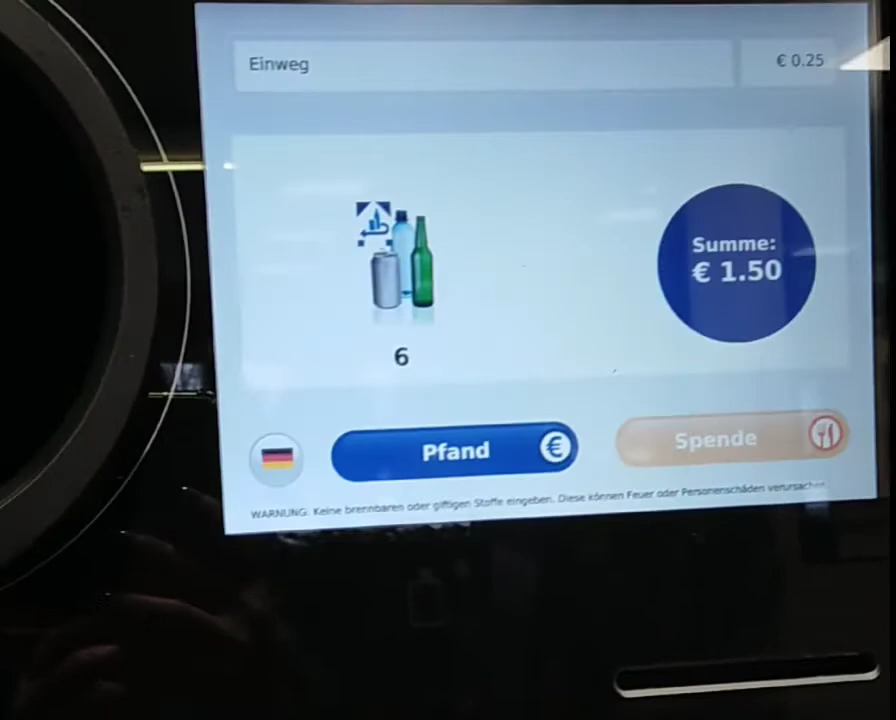 Einweg € 0.25
Summe:
€ 1.50
6
Pfand €
Spende
WARNUNG: Keine brennbaren oder giftigen Stoffe eingeben. Diese können Feuer oder Personenschäden verursachen.